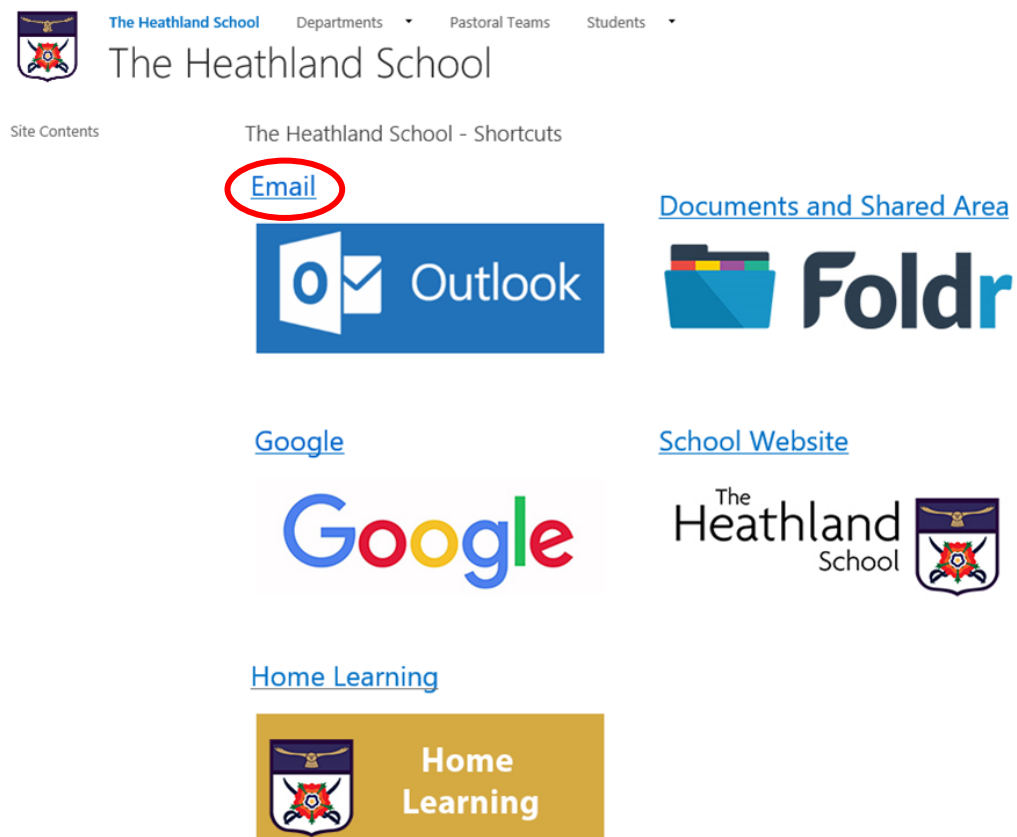 The Heathland School Departments Pastoral Teams Students
The Heathland School
Site Contents
The Heathland School - Shortcuts
Email
Documents and Shared Area
O Outlook
Foldr
Google
School Website
Google
The
Heathland
School
Home Learning
Home
Learning